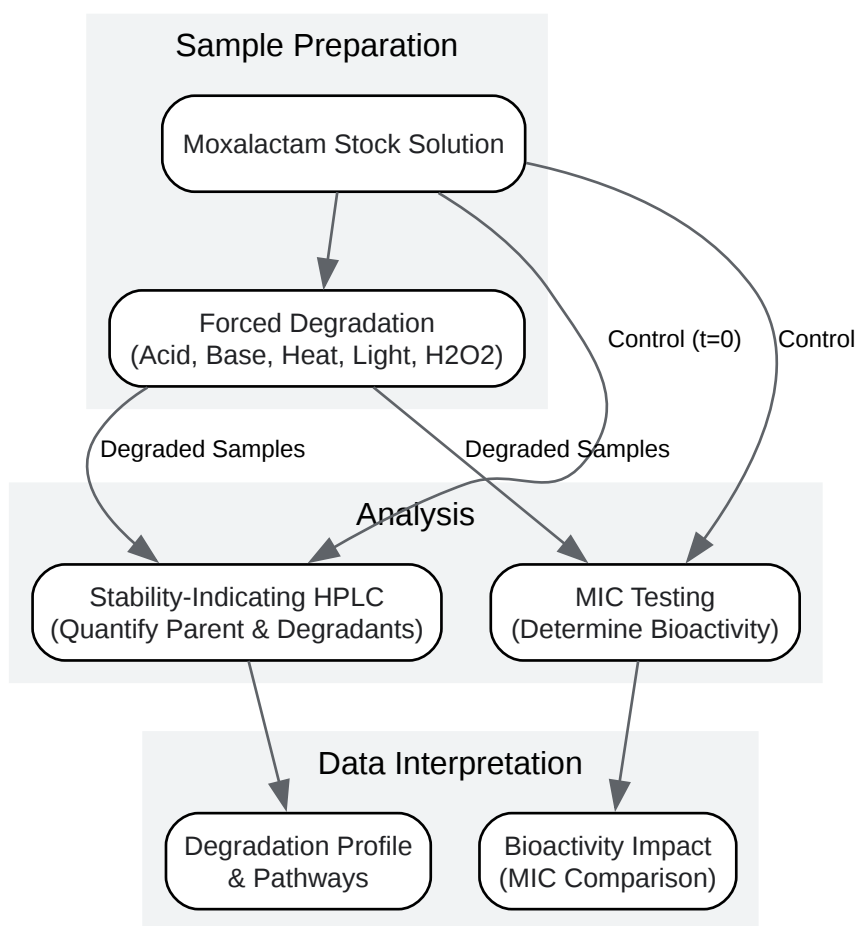 Sample Preparation
Moxalactam Stock Solution
Forced Degradation
(Acid, Base, Heat, Light, H2O2)
Control (t=0)
Control
Degraded Samples
Degraded Samples
Analysis
Stability-Indicating HPLC
(Quantify Parent & Degradants)
MIC Testing
(Determine Bioactivity)
Data Interpretation
Degradation Profile
& Pathways
Bioactivity Impact
(MIC Comparison)